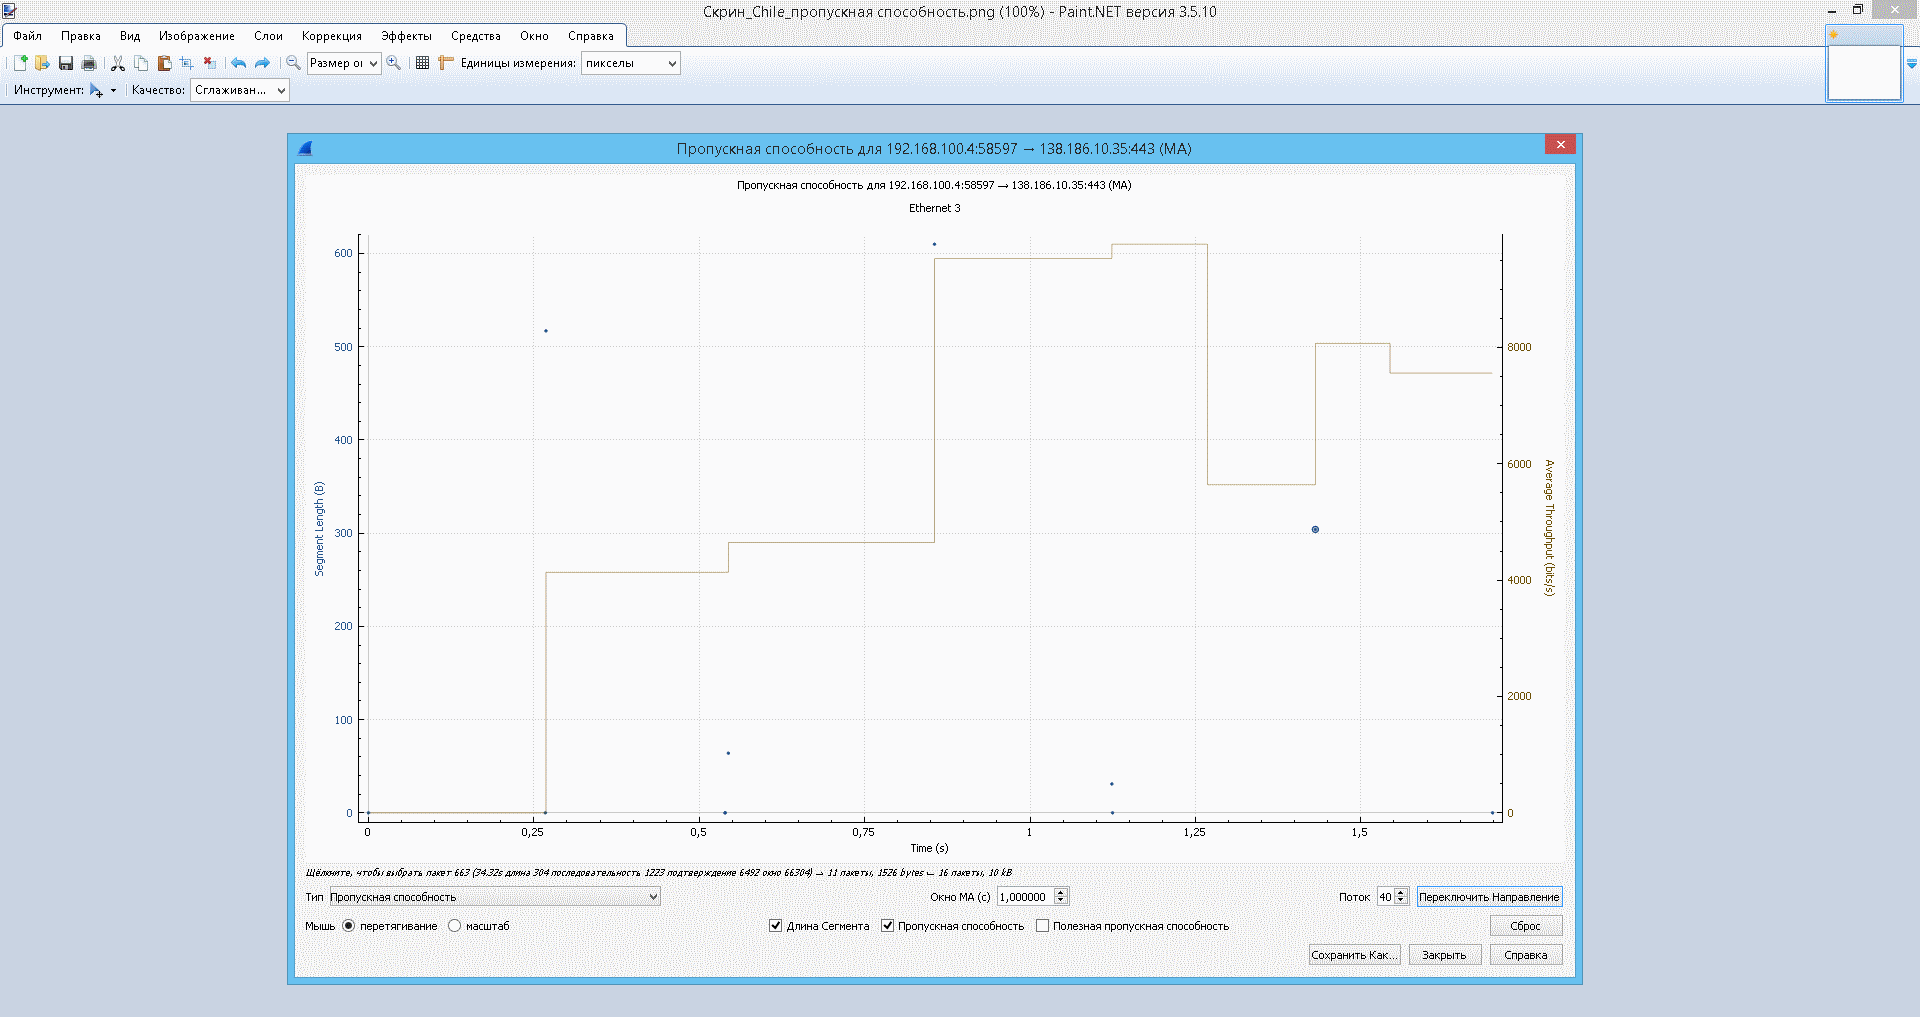 Скрин_Chile_пропускная способность.png (100%) - Paint.NET версия 3.5.10
Файл Правка Вид Изображение Слои Коррекция Эффекты Средства Окно Справка
Размер ог Единицы измерения: пикселы
Инструмент: Качество: Сглаживан...
Пропускная способность для 192.168.100.4:58597 → 138.186.10.35:443 (MA)
Пропускная способность для 192.168.100.4:58597 → 138.186.10.35:443 (MA)
Ethernet 3
600
500
400
300
200
100
0
Segment Length (B)
8000
6000
4000
2000
0
Average Throughput (bits/s)
0 0,25 0,5 0,75 1 1,25 1,5
Time (s)
Щёлкните, чтобы выбрать пакет 663 (34.32s длина 304 последовательность 1223 подтверждение 6492 окно 66304) → 11 пакеты, 1526 bytes ← 16 пакеты, 10 kB
Тип Пропускная способность Окно MA (с) 1,000000 Поток 40 Переключить Направление
Мышь перетягивание масштаб Длина Сегмента Пропускная способность Полезная пропускная способность Сброс
Сохранить Как... Закрыть Справка